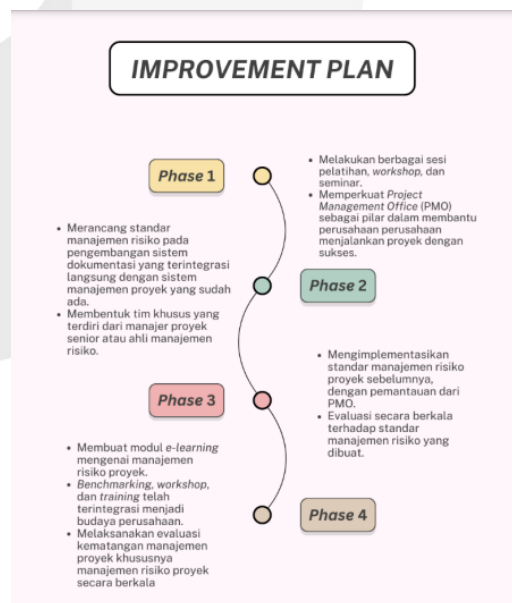 IMPROVEMENT PLAN
Phase 1
• Melakukan berbagai sesi
pelatihan, workshop, dan
seminar.
• Memperkuat Project
Management Office (PMO)
sebagai pilar dalam membantu
perusahaan perusahaan
menjalankan proyek dengan
sukses.
Phase 2
• Merancang standar
manajemen risiko pada
pengembangan sistem
dokumentasi yang terintegrasi
langsung dengan sistem
manajemen proyek yang sudah
ada.
• Membentuk tim khusus yang
terdiri dari manajer proyek
senior atau ahli manajemen
risiko.
Phase 3
• Mengimplementasikan
standar manajemen risiko
proyek sebelumnya,
dengan pemantauan dari
PMO.
• Evaluasi secara berkala
terhadap standar
manajemen risiko yang
dibuat.
Phase 4
• Membuat modul e-learning
mengenai manajemen
risiko proyek.
• Benchmarking, workshop,
dan training telah
terintegrasi menjadi
budaya perusahaan.
• Melaksanakan evaluasi
kematangan manajemen
proyek khususnya
manajemen risiko proyek
secara berkala